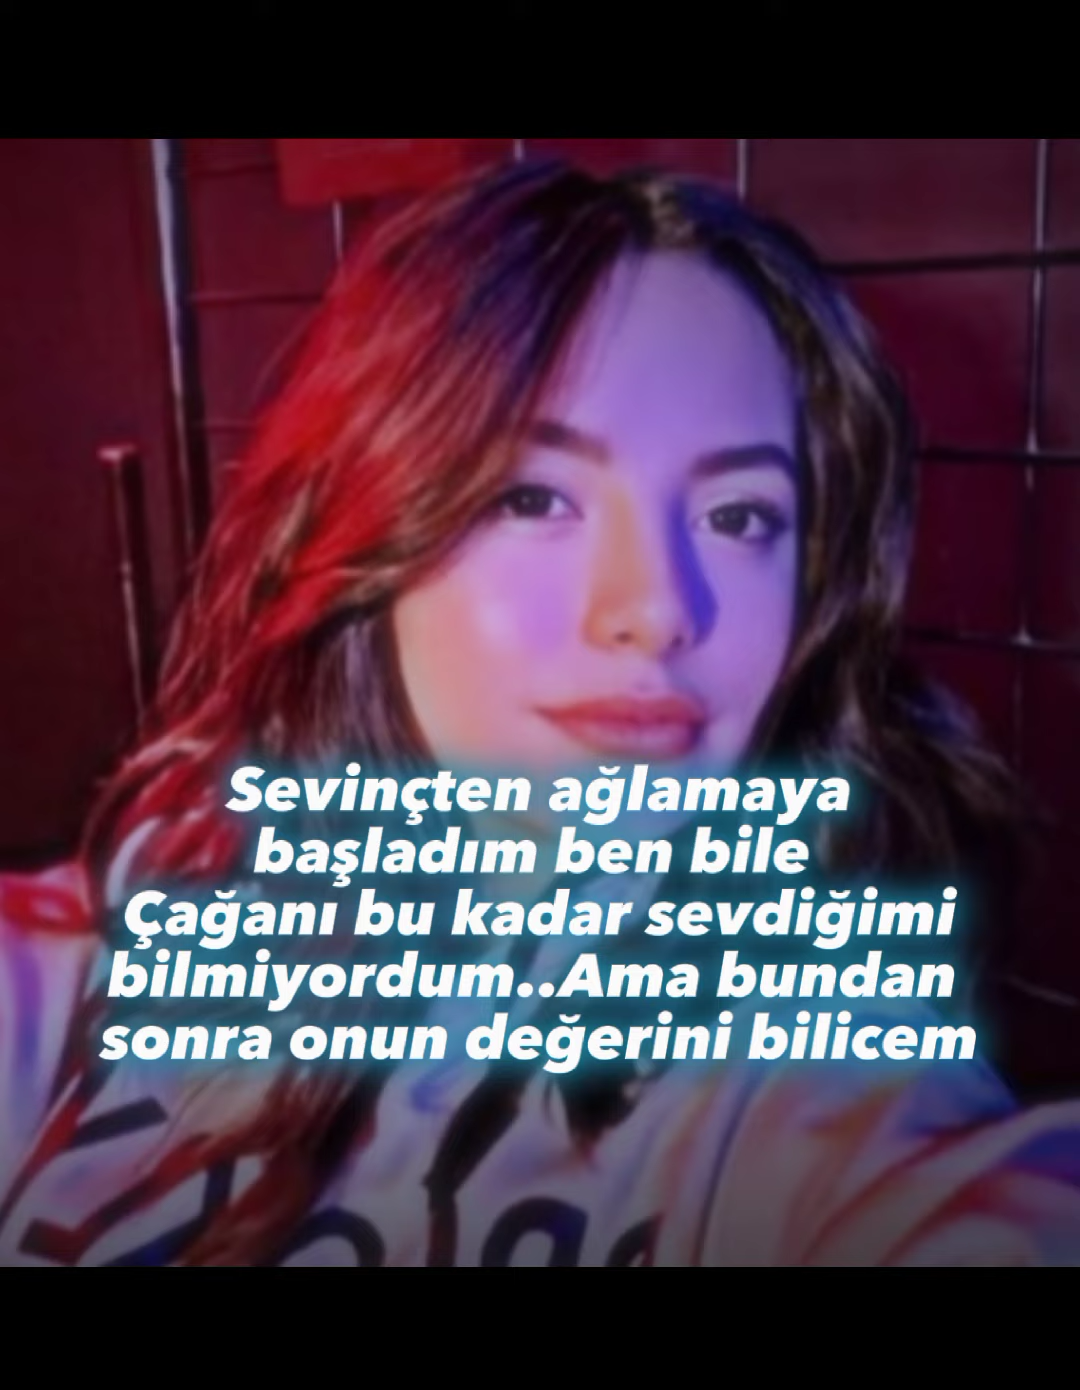 Sevinçten ağlamaya
başladım ben bile
Çağanı bu kadar sevdiğimi
bilmiyordum..Ama bundan
sonra onun değerini bilicem